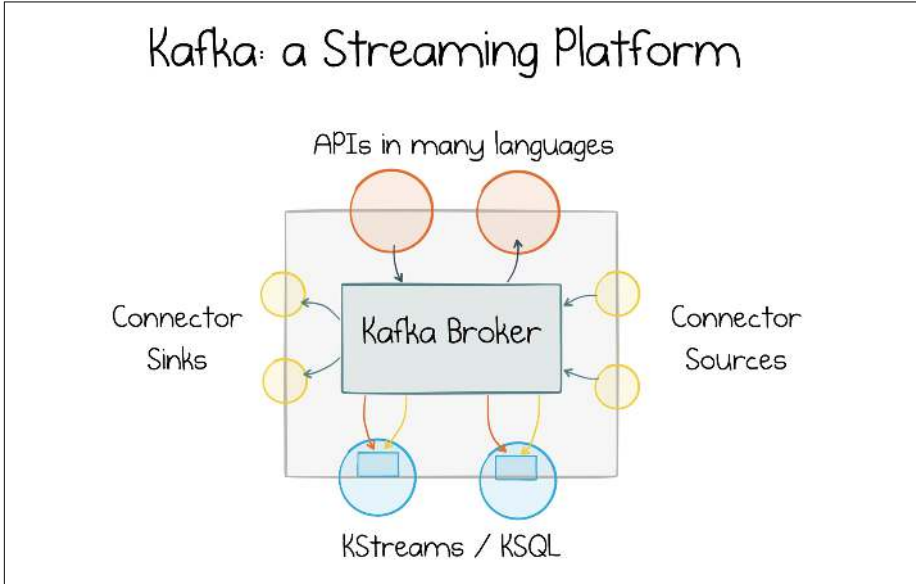 Kafka: a Streaming Platform
APIs in many languages
Connector
Sinks
Kafka Broker
Connector
Sources
KStreams / KSQL